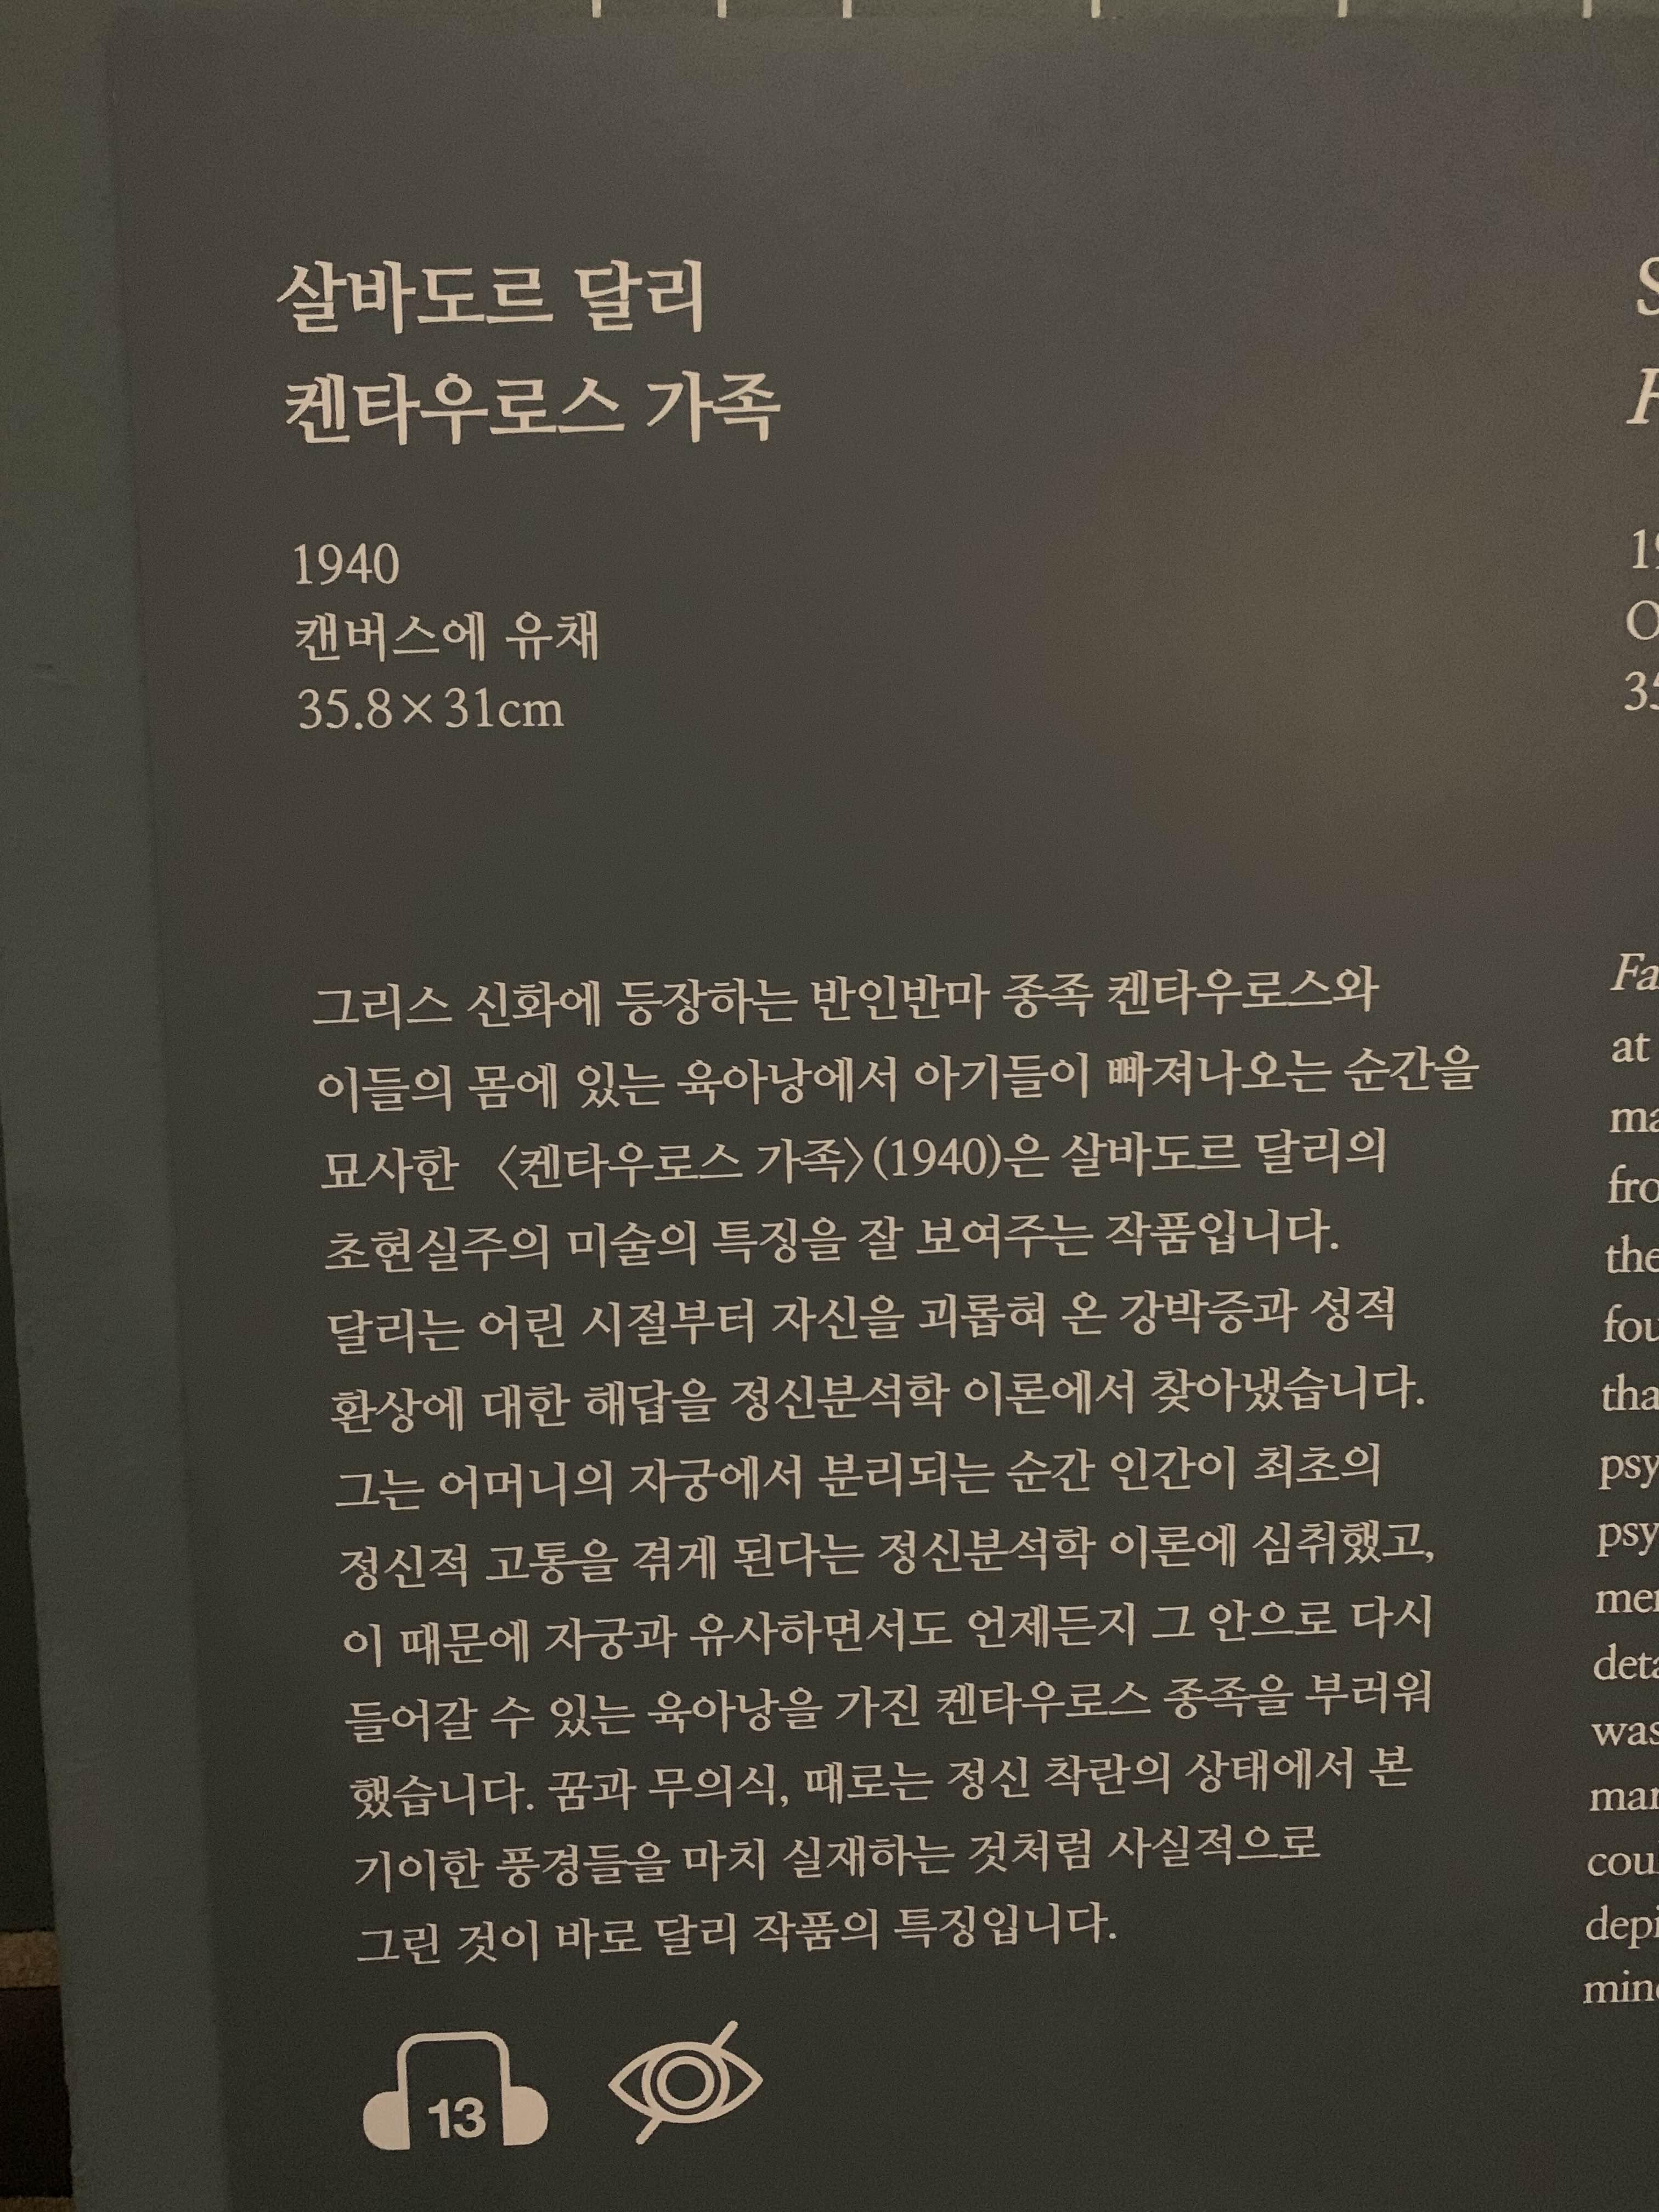 살바도르 달리
켄타우로스 가족
1940
캔버스에 유채
35.8×31cm
그리스 신화에 등장하는 반인반마 종족 켄타우로스와
이들의 몸에 있는 육아낭에서 아기들이 빠져나오는 순간을
묘사한 〈켄타우로스 가족〉(1940)은 살바도르 달리의
초현실주의 미술의 특징을 잘 보여주는 작품입니다.
달리는 어린 시절부터 자신을 괴롭혀 온 강박증과 성적
환상에 대한 해답을 정신분석학 이론에서 찾아냈습니다.
그는 어머니의 자궁에서 분리되는 순간 인간이 최초의
정신적 고통을 겪게 된다는 정신분석학 이론에 심취했고,
이 때문에 자궁과 유사하면서도 언제든지 그 안으로 다시
들어갈 수 있는 육아낭을 가진 켄타우로스 종족을 부러워
했습니다. 꿈과 무의식, 때로는 정신 착란의 상태에서 본
기이한 풍경들을 마치 실재하는 것처럼 사실적으로
그린 것이 바로 달리 작품의 특징입니다.
13
at